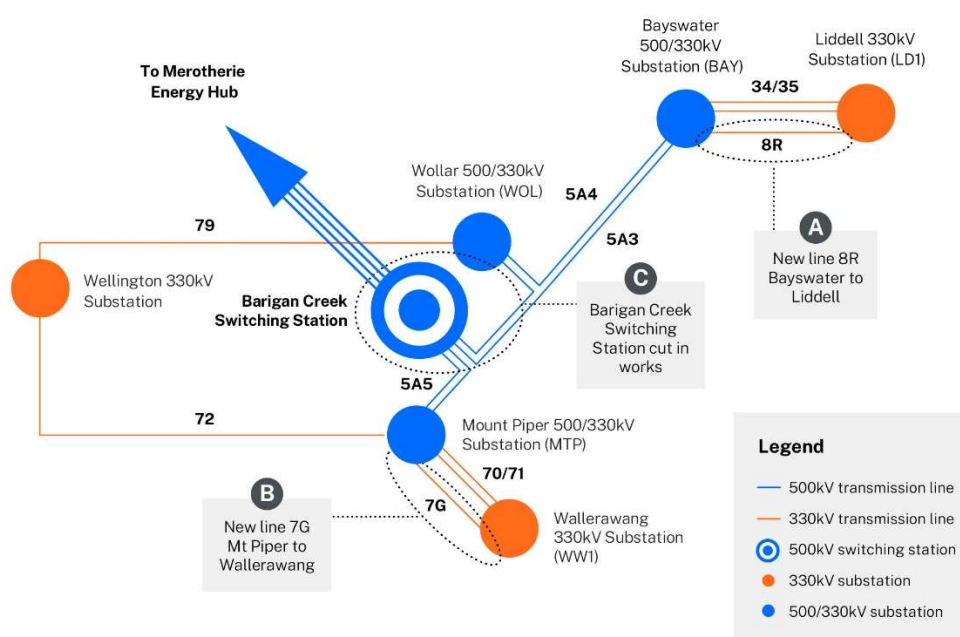 Bayswater
500/330kV
Substation (BAY)
Liddell 330kV
Substation (LD1)
To Merotherie
Energy Hub
34/35
8R
Wollar 500/330kV
Substation (WOL)
5A4
5A3
79
A
New line 8R
Bayswater to
Liddell
Wellington 330kV
Substation
Barigan Creek
Switching Station
C
Barigan Creek
Switching
Station cut in
works
5A5
72
Mount Piper 500/330kV
Substation (MTP)
70/71
7G
B
New line 7G
Mt Piper to
Wallerawang
Wallerawang
330kV Substation
(WW1)
Legend
500kV transmission line
330kV transmission line
500kV switching station
330kV substation
500/330kV substation